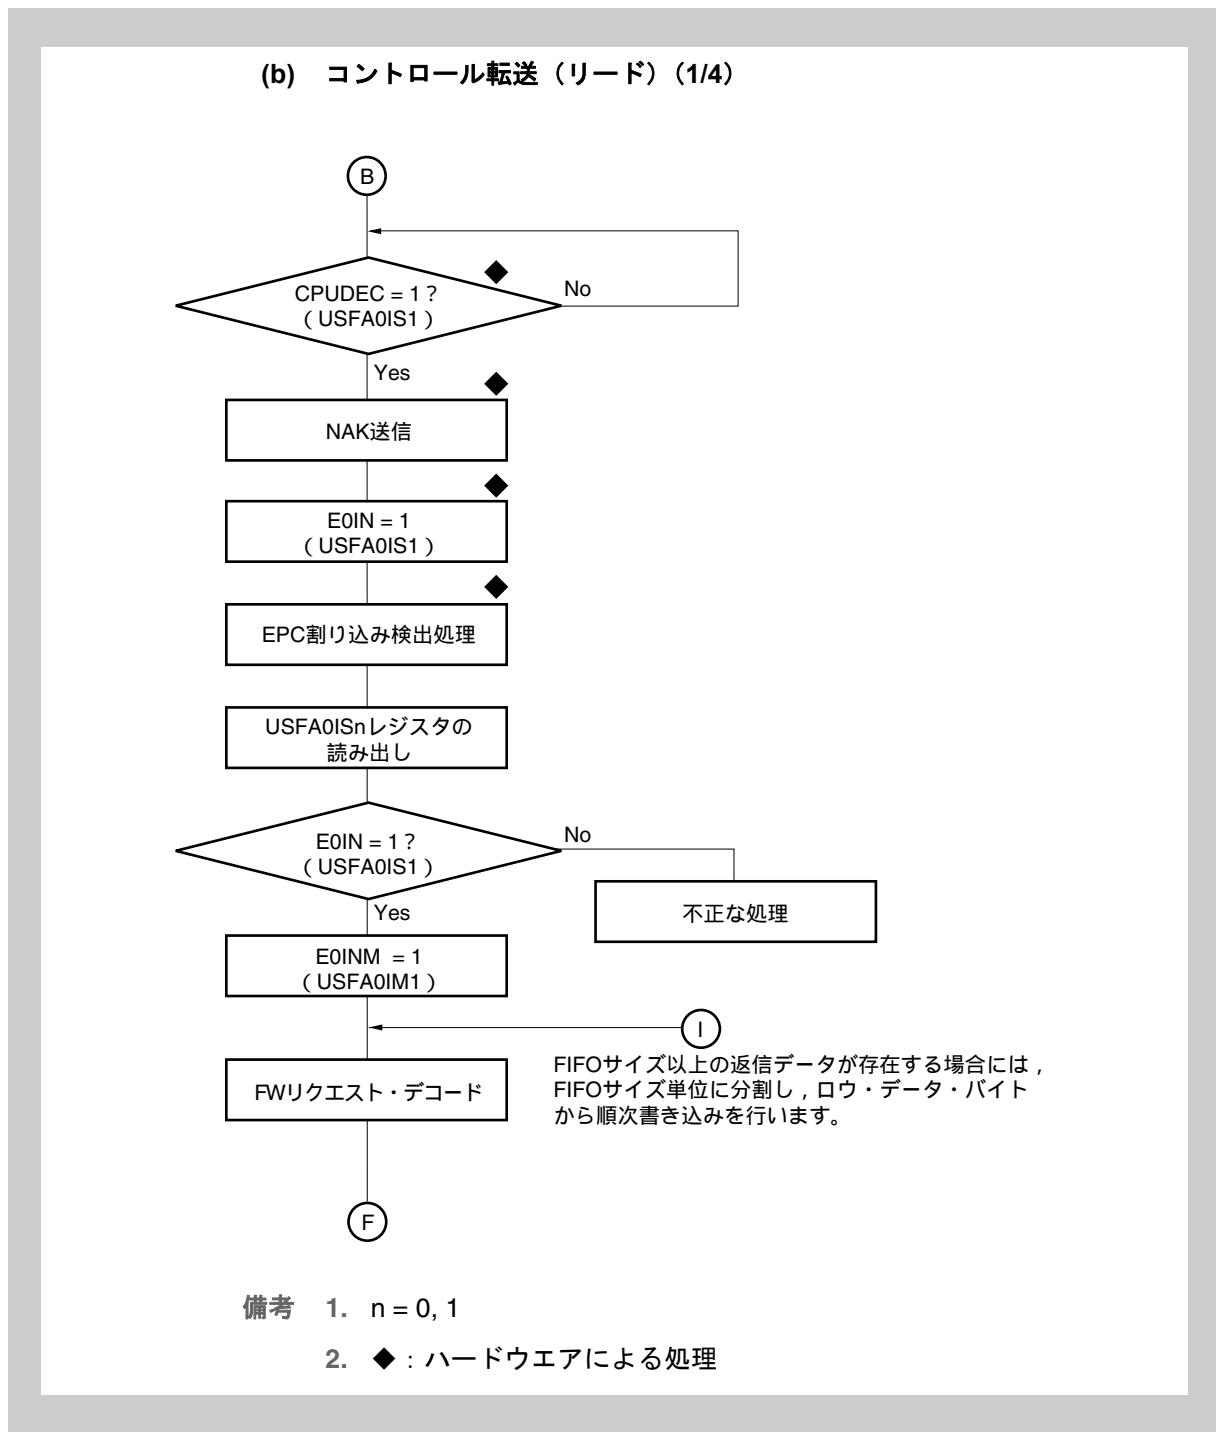 (b) コントロール転送（リード）（1/4）
B
CPUDEC = 1？
（USFA0IS1）
No
Yes
NAK送信
E0IN = 1
（USFA0IS1）
EPC割り込み検出処理
USFA0ISnレジスタの
読み出し
E0IN = 1？
（USFA0IS1）
No
不正な処理
Yes
E0INM = 1
（USFA0IM1）
I
FIFOサイズ以上の返信データが存在する場合には，
FIFOサイズ単位に分割し，ロウ・データ・バイト
から順次書き込みを行います。
FWリクエスト・デコード
F
備考 1. n = 0, 1
2. ◆：ハードウエアによる処理